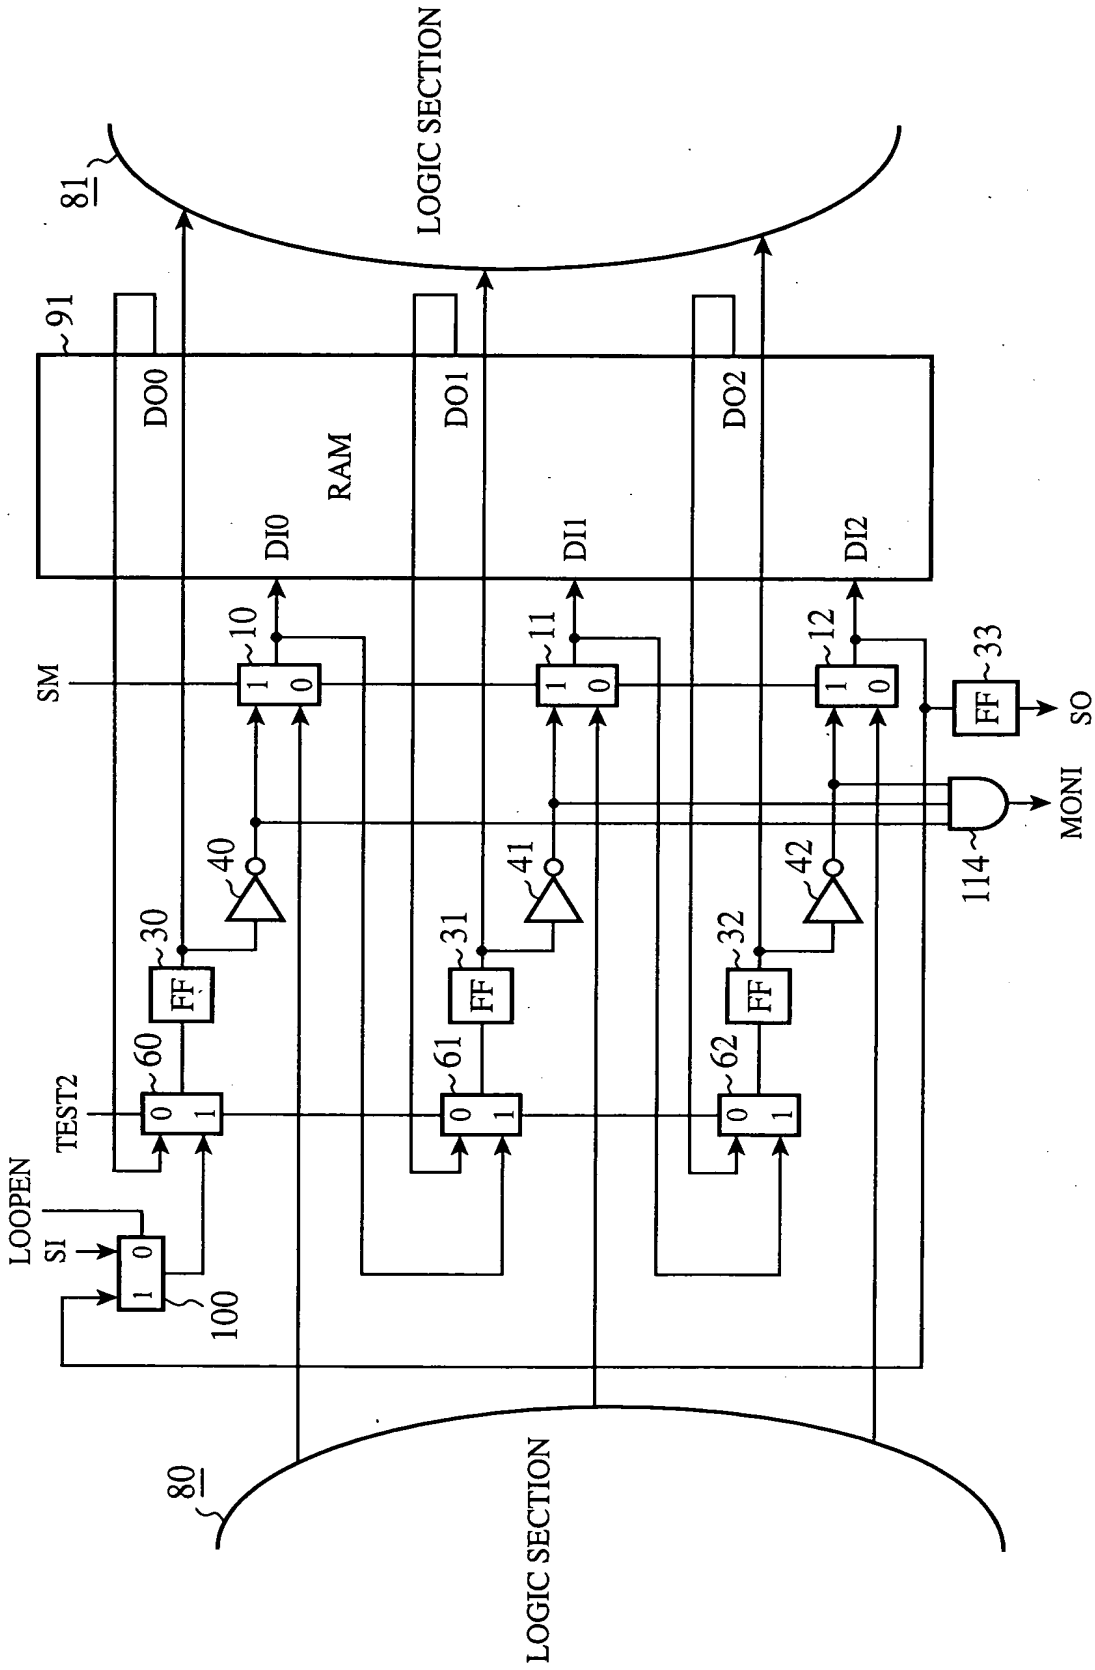 LOGIC SECTION
80
LOOPEN
SI
1 0
100
TEST2
60
0 1
61
0 1
62
0 1
30
FF
31
FF
32
FF
40
41
42
114
MONI
SM
10
1 0
11
1 0
12
1 0
33
FF
SO
91
RAM
DI0
DI1
DI2
DO0
DO1
DO2
81
LOGIC SECTION